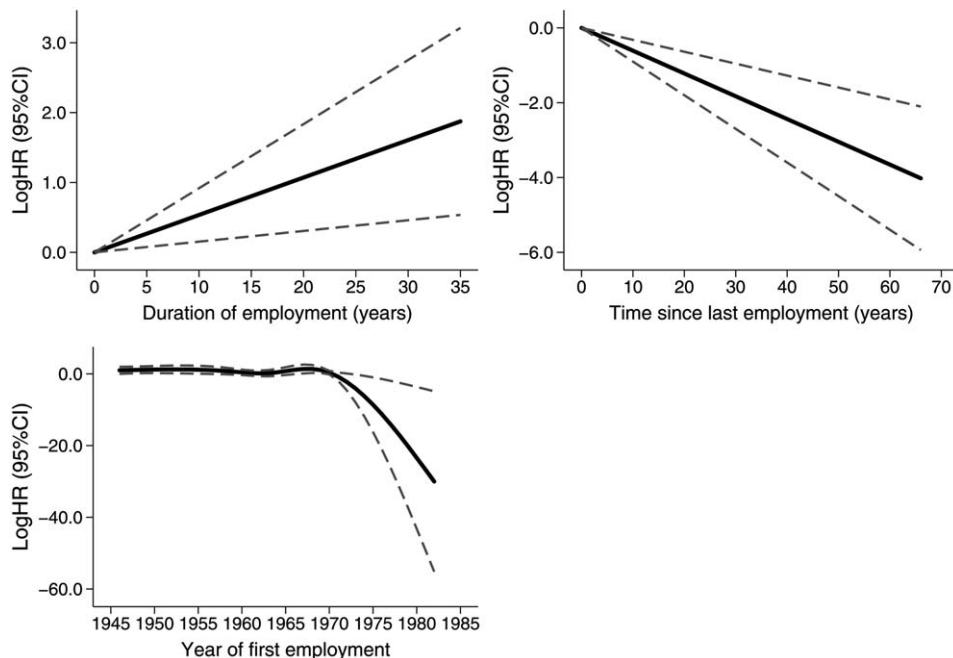 LogHR (95%CI)
3.0
2.0
1.0
0.0
0 5 10 15 20 25 30 35
Duration of employment (years)
LogHR (95%CI)
0.0
−2.0
−4.0
−6.0
0 10 20 30 40 50 60 70
Time since last employment (years)
LogHR (95%CI)
0.0
−20.0
−40.0
−60.0
1945 1950 1955 1960 1965 1970 1975 1980 1985
Year of first employment